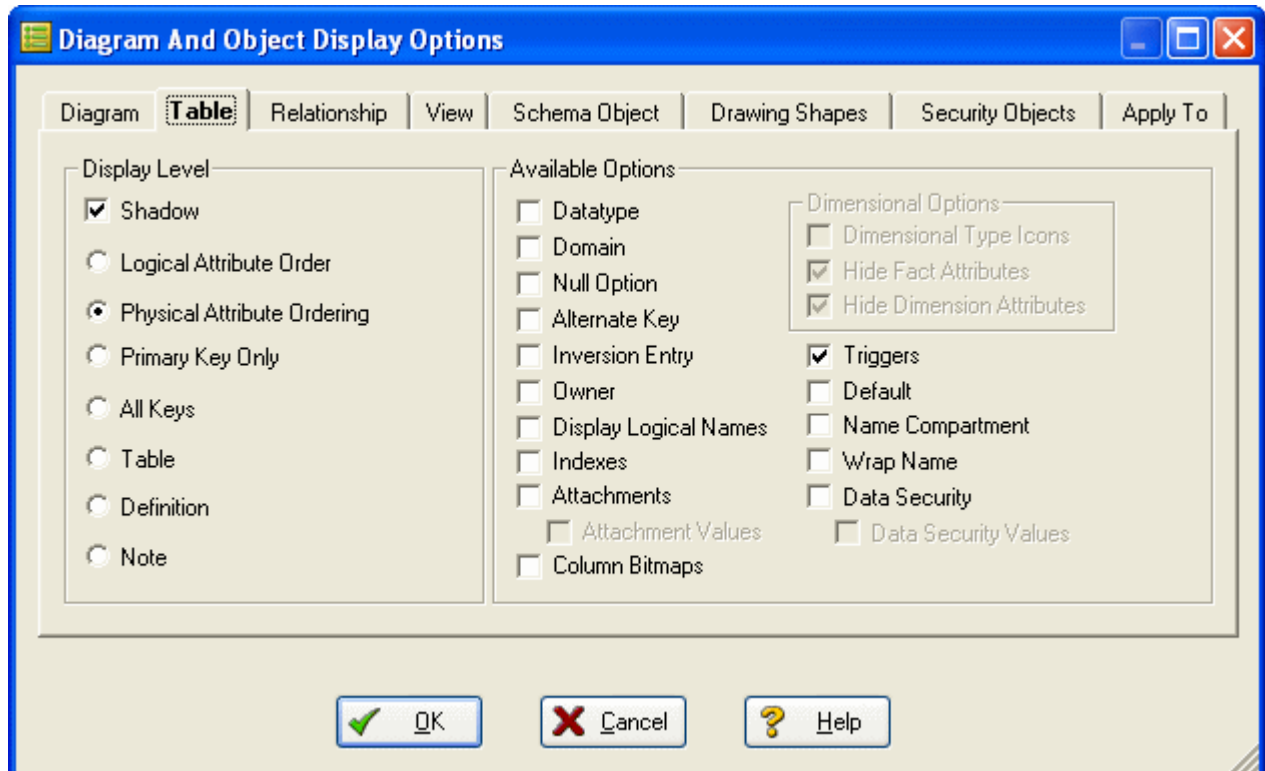 Diagram And Object Display Options
Diagram Table Relationship View Schema Object Drawing Shapes Security Objects Apply To
Display Level
Shadow
Logical Attribute Order
Physical Attribute Ordering
Primary Key Only
All Keys
Table
Definition
Note
Available Options
Datatype
Domain
Null Option
Alternate Key
Inversion Entry
Owner
Display Logical Names
Indexes
Attachments
Attachment Values
Column Bitmaps
Dimensional Options
Dimensional Type Icons
Hide Fact Attributes
Hide Dimension Attributes
Triggers
Default
Name Compartment
Wrap Name
Data Security
Data Security Values
OK Cancel Help